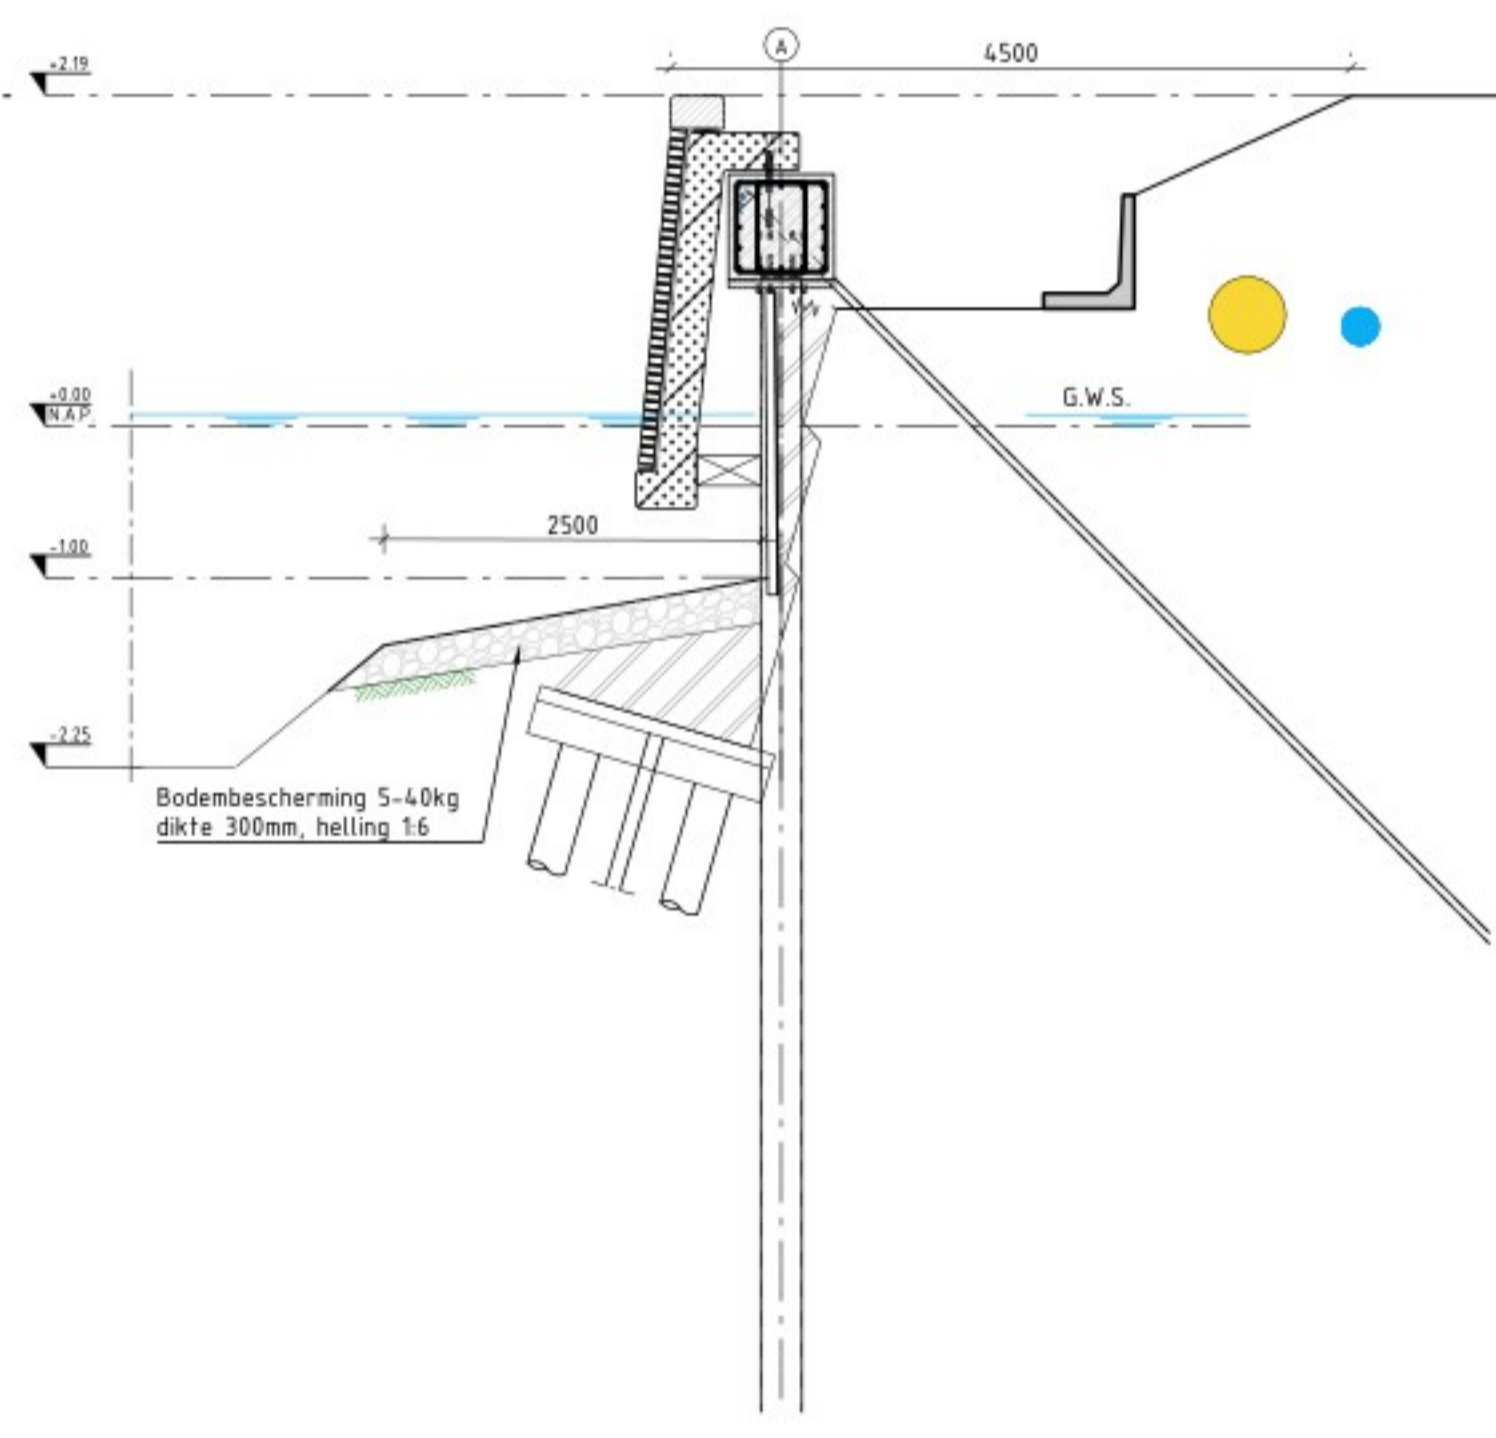 A
4500
+2.19
+0.00
N.A.P.
G.W.S.
2500
-1.00
-2.25
Bodembescherming 5-40kg
dikte 300mm, helling 1:6